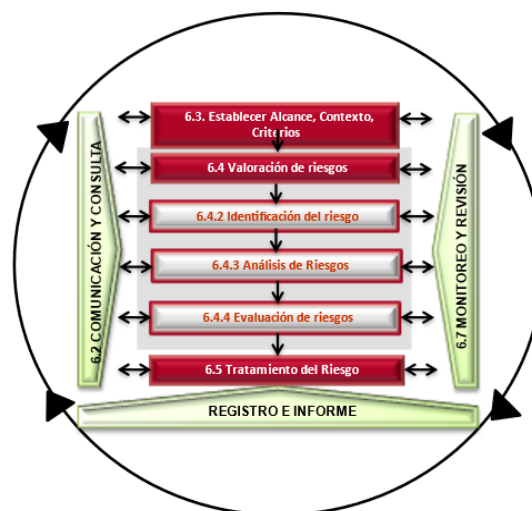 6.3. Establecer Alcance, Contexto,
Criterios
6.4 Valoración de riesgos
6.4.2 Identificación del riesgo
6.4.3 Análisis de Riesgos
6.4.4 Evaluación de riesgos
6.5 Tratamiento del Riesgo
6.2 COMUNICACIÓN Y CONSULTA
6.7 MONITOREO Y REVISIÓN
REGISTRO E INFORME